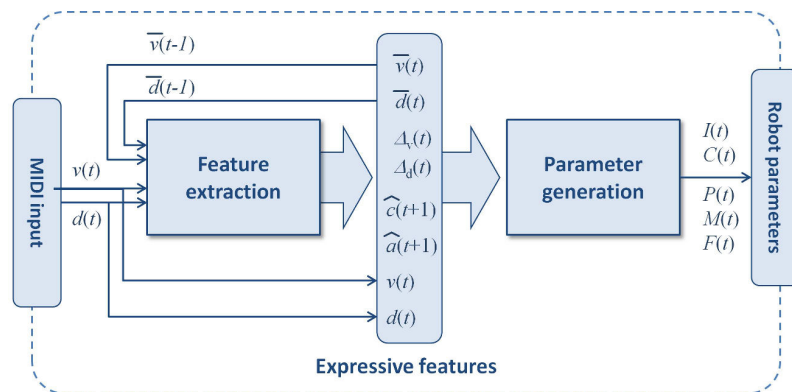 v̅(t-1)
d̅(t-1)
MIDI input
v(t)
d(t)
Feature
extraction
v̅(t)
d̅(t)
Δv(t)
Δd(t)
ĉ(t+1)
â(t+1)
v(t)
d(t)
Expressive features
Parameter
generation
I(t)
C(t)
P(t)
M(t)
F(t)
Robot parameters